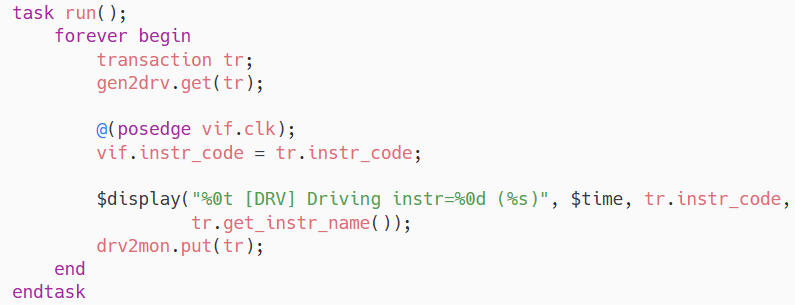 task run();
    forever begin
        transaction tr;
        gen2drv.get(tr);

        @(posedge vif.clk);
        vif.instr_code = tr.instr_code;

        $display("%0t [DRV] Driving instr=%0d (%s)", $time, tr.instr_code,
                 tr.get_instr_name());
        drv2mon.put(tr);
    end
endtask